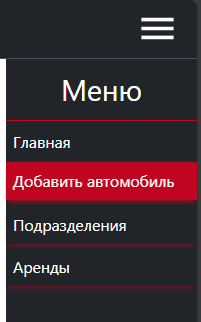 Меню
Главная
Добавить автомобиль
Подразделения
Аренды